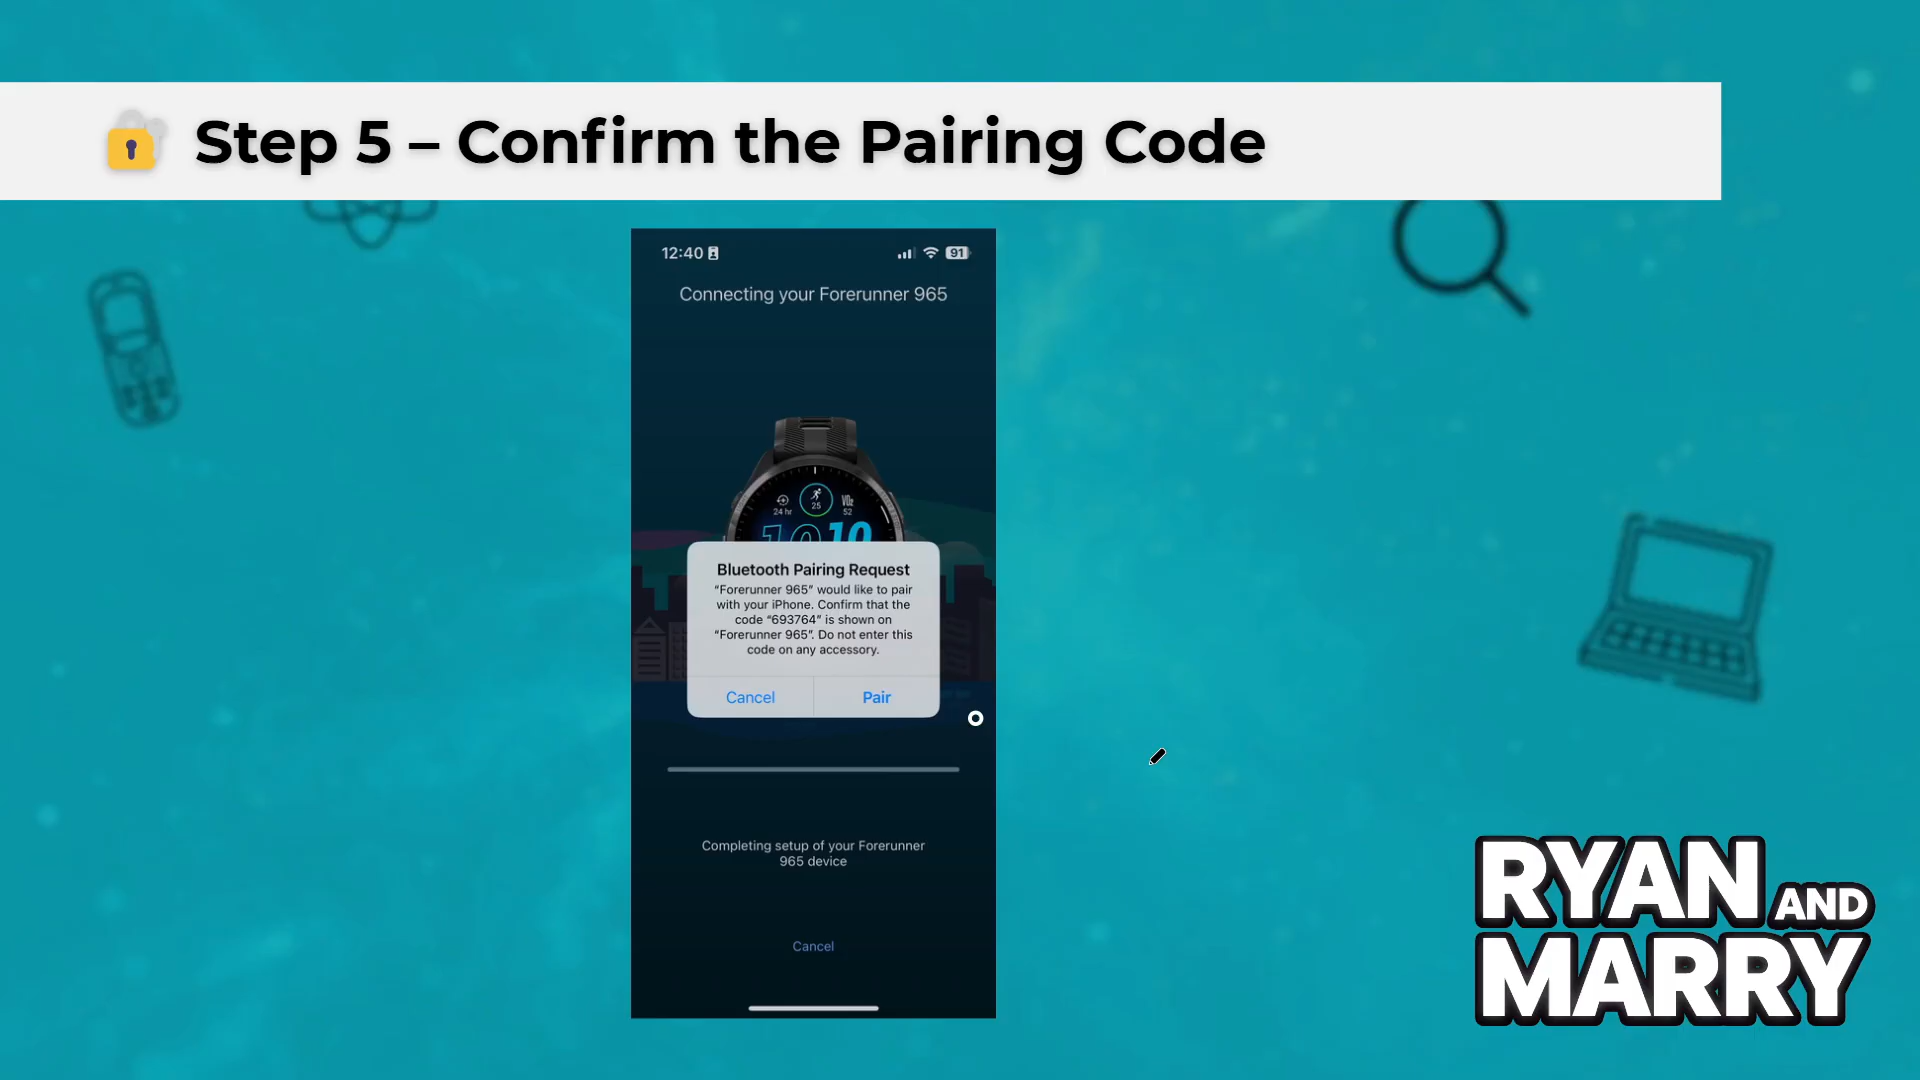 Step 5 – Confirm the Pairing Code
12:40
91
Connecting your Forerunner 965
24 hr
25
VO2
52
10 10
Bluetooth Pairing Request
“Forerunner 965” would like to pair
with your iPhone. Confirm that the
code “693764” is shown on
“Forerunner 965”. Do not enter this
code on any accessory.
Cancel
Pair
Completing setup of your Forerunner
965 device
Cancel
RYAN AND
MARRY